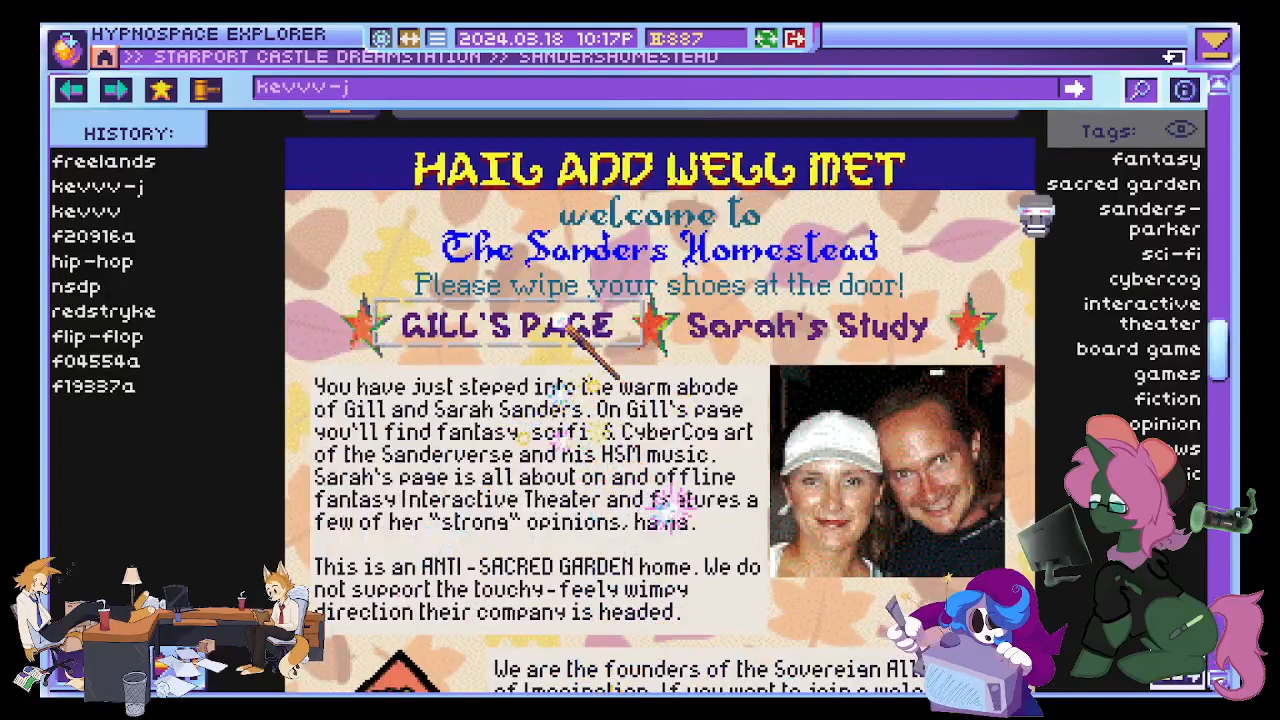 HYPNOSPACE EXPLORER
2024.03.18 10:17P
887
>> STARPORT CASTLE DREAMSTATION >> SANDERSHOMESTEAD
kevvv-j
HISTORY:
freelands
kevvv-j
kevvv
f20916a
hip-hop
nsdp
redstryke
flip-flop
f04554a
f19337a
HAIL AND WELL MET
welcome to
The Sanders Homestead
Please wipe your shoes at the door!
GILL'S PAGE
Sarah's Study
You have just steped into the warm abode
of Gill and Sarah Sanders. On Gill's page
you'll find fantasy, scifi, & CyberCog art
of the Sanderverse and his HSM music.
Sarah's page is all about on and offline
fantasy Interactive Theater and features a
few of her "strong" opinions, haha.
This is an ANTI-SACRED GARDEN home. We do
not support the touchy-feely wimpy
direction their company is headed.
We are the founders of the Sovereign
of Imagination. If you want to join a
Tags:
fantasy
sacred garden
sanders-
parker
sci-fi
cybercog
interactive
theater
board game
games
fiction
opinion